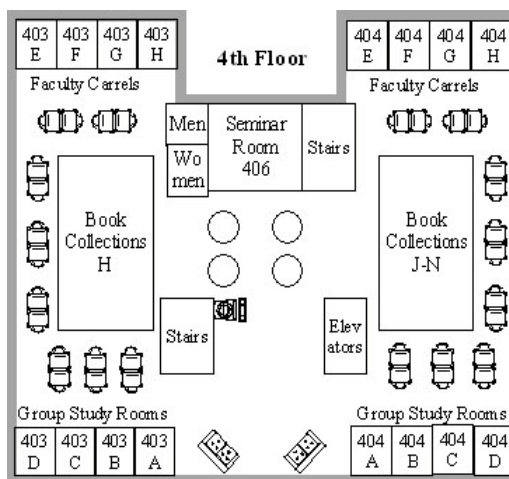 403 403 403 403
E F G H
4th Floor
404 404 404 404
E F G H
Faculty Carrels
Faculty Carrels
Men
Wo
men
Seminar
Room
406
Stairs
Book
Collections
H
Book
Collections
J-N
Stairs
Elev
ators
Group Study Rooms
Group Study Rooms
403 403 403 403
D C B A
404 404 404 404
A B C D